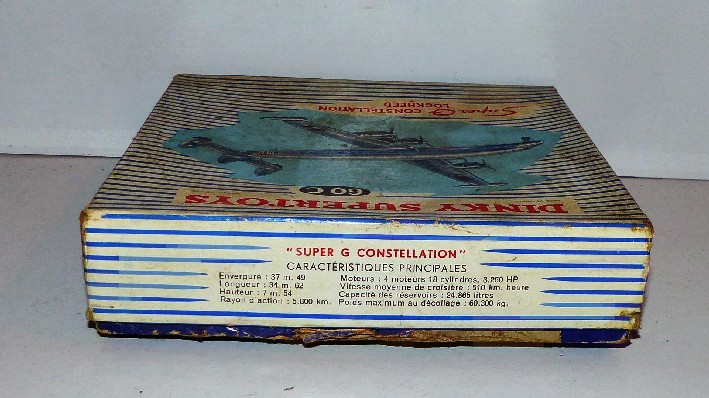 Super G CONSTELLATION
LOCKHEED
60 C
DINKY SUPERTOYS
"SUPER G CONSTELLATION"
CARACTÉRISTIQUES PRINCIPALES
Envergure : 37 m. 49
Longueur : 34 m. 62
Hauteur : 7 m. 54
Rayon d'action : 5.800 km.
Moteurs : 4 moteurs 18 cylindres, 3.250 HP
Vitesse moyenne de croisière : 510 km. heure
Capacité des réservoirs : 24.865 litres
Poids maximum au décollage : 60.300 kg.